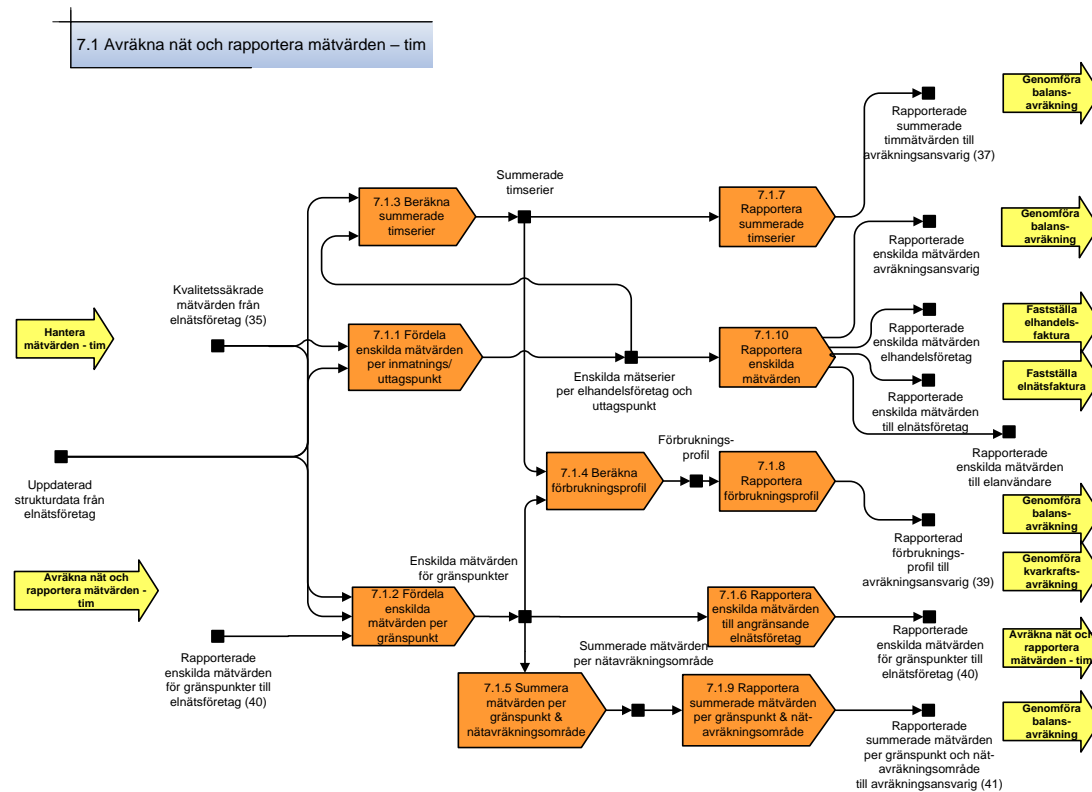 7.1 Avräkna nät och rapportera mätvärden – tim
Genomföra
balans-
avräkning
Rapporterade
summerade
timmätvärden till
avräkningsansvarig (37)
Summerade
timserier
7.1.3 Beräkna
summerade
timserier
7.1.7
Rapportera
summerade
timserier
Genomföra
balans-
avräkning
Rapporterade
enskilda mätvärden
avräkningsansvarig
Kvalitetssäkrade
mätvärden från
elnätsföretag (35)
Hantera
mätvärden - tim
7.1.1 Fördela
enskilda mätvärden
per inmatnings/
uttagspunkt
Enskilda mätserier
per elhandelsföretag och
uttagspunkt
7.1.10
Rapportera
enskilda
mätvärden
Rapporterade
enskilda mätvärden
elhandelsföretag
Fastställa
elhandels-
faktura
Rapporterade
enskilda mätvärden
till elnätsföretag
Fastställa
elnätsfaktura
Rapporterade
enskilda mätvärden
till elanvändare
Uppdaterad
strukturdata från
elnätsföretag
Förbruknings-
profil
7.1.4 Beräkna
förbrukningsprofil
7.1.8
Rapportera
förbrukningsprofil
Genomföra
balans-
avräkning
Rapporterad
förbruknings-
profil till
avräkningsansvarig (39)
Genomföra
kvarkrafts-
avräkning
Avräkna nät och
rapportera mätvärden -
tim
Enskilda mätvärden
för gränspunkter
7.1.2 Fördela
enskilda
mätvärden per
gränspunkt
7.1.6 Rapportera
enskilda mätvärden
till angränsande
elnätsföretag
Rapporterade
enskilda mätvärden
för gränspunkter till
elnätsföretag (40)
Avräkna nät och
rapportera
mätvärden - tim
Rapporterade
enskilda mätvärden
för gränspunkter till
elnätsföretag (40)
Summerade mätvärden
per nätavräkningsområde
7.1.5 Summera
mätvärden per
gränspunkt &
nätavräkningsområde
7.1.9 Rapportera
summerade mätvärden
per gränspunkt & nät-
avräkningsområde
Rapporterade
summerade mätvärden
per gränspunkt och nät-
avräkningsområde
till avräkningsansvarig (41)
Genomföra
balans-
avräkning